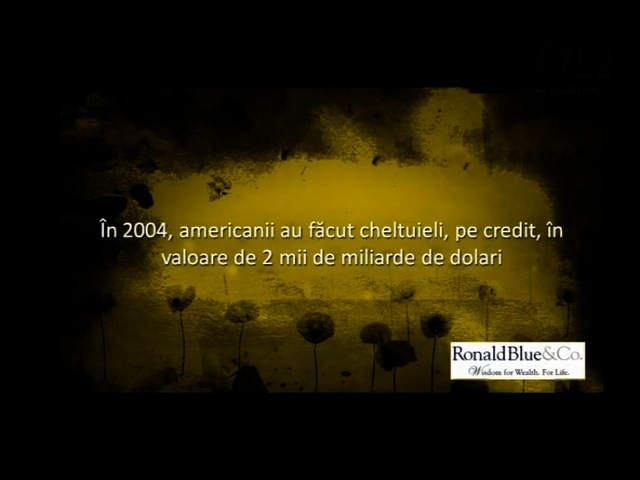 În 2004, americanii au făcut cheltuieli, pe credit, în
valoare de 2 mii de miliarde de dolari
RonaldBlue&Co.
Wisdom for Wealth. For Life.